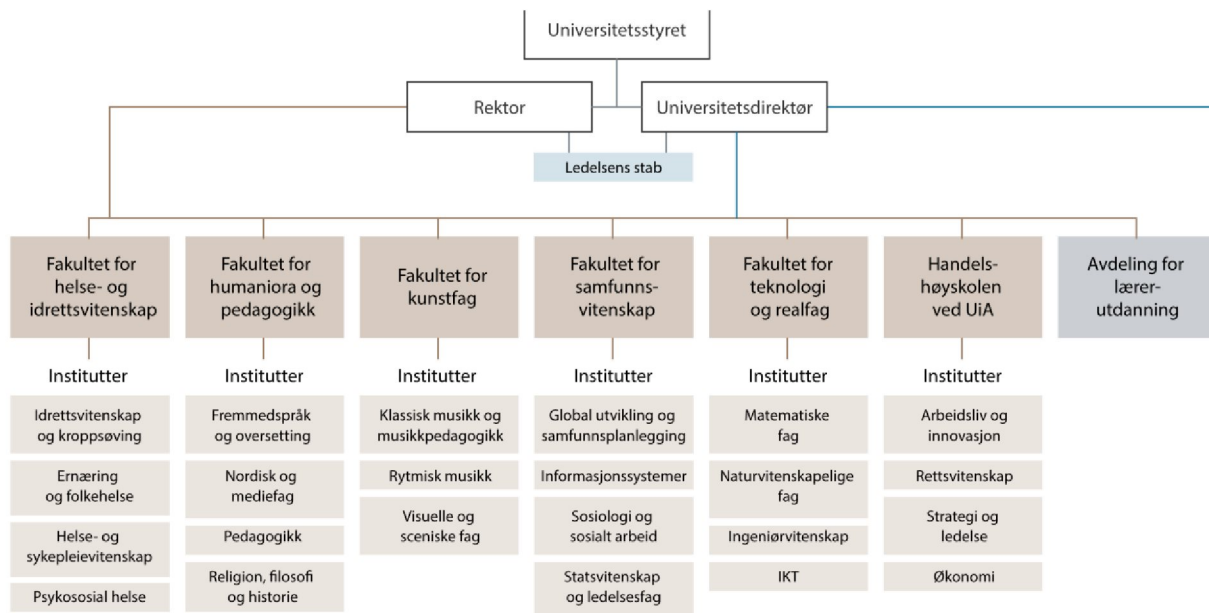 Universitetsstyret
Rektor
Universitetsdirektør
Ledelsens stab
Fakultet for
helse- og
idrettsvitenskap
Fakultet for
humaniora og
pedagogikk
Fakultet for
kunstfag
Fakultet for
samfunns-
vitenskap
Fakultet for
teknologi
og realfag
Handels-
høyskolen
ved UiA
Avdeling for
lærer-
utdanning
Institutter
Idrettsvitenskap
og kroppsøving
Ernæring
og folkehelse
Helse- og
sykepleievitenskap
Psykososial helse
Institutter
Fremmedspråk
og oversetting
Nordisk og
mediefag
Pedagogikk
Religion, filosofi
og historie
Institutter
Klassisk musikk og
musikkpedagogikk
Rytmisk musikk
Visuelle og
sceniske fag
Institutter
Global utvikling og
samfunnsplanlegging
Informasjonssystemer
Sosiologi og
sosialt arbeid
Statsvitenskap
og ledelsesfag
Institutter
Matematiske
fag
Naturvitenskapelige
fag
Ingeniørvitenskap
IKT
Institutter
Arbeidsliv og
innovasjon
Rettsvitenskap
Strategi og
ledelse
Økonomi